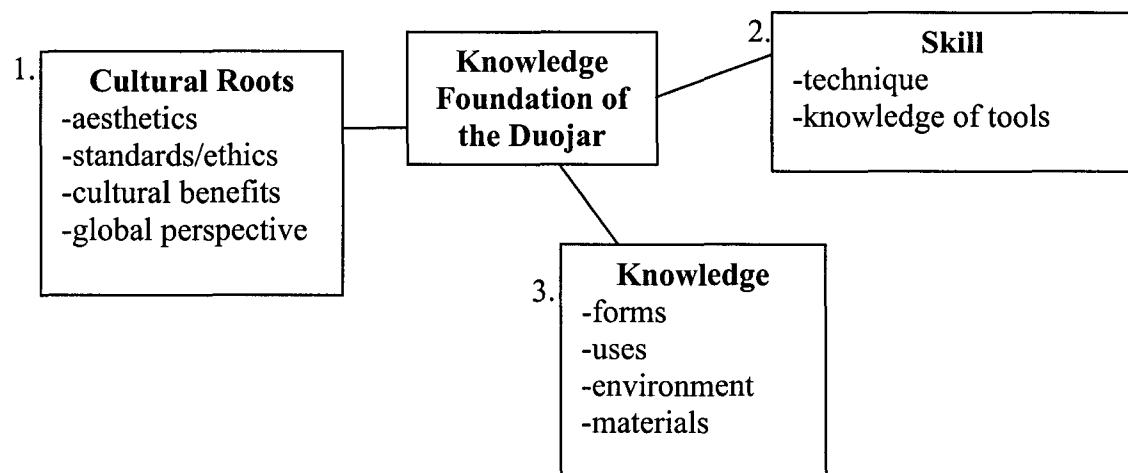 Knowledge
Foundation of
the Duojar
1.
Cultural Roots
-aesthetics
-standards/ethics
-cultural benefits
-global perspective
2.
Skill
-technique
-knowledge of tools
3.
Knowledge
-forms
-uses
-environment
-materials